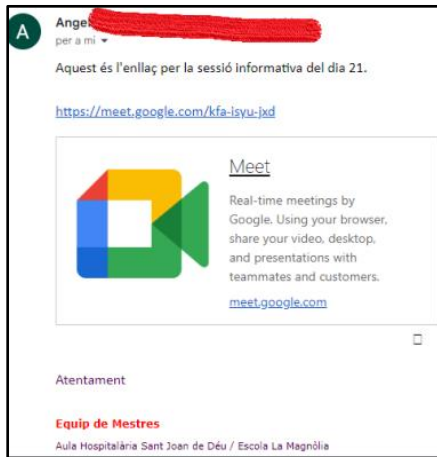 A
Angel
per a mi
Aquest és l'enllaç per la sessió informativa del dia 21.
https://meet.google.com/kfa-isyu-jxd
Meet
Real-time meetings by
Google. Using your browser,
share your video, desktop,
and presentations with
teammates and customers.
meet.google.com
Atentament
Equip de Mestres
Aula Hospitalària Sant Joan de Déu / Escola La Magnòlia